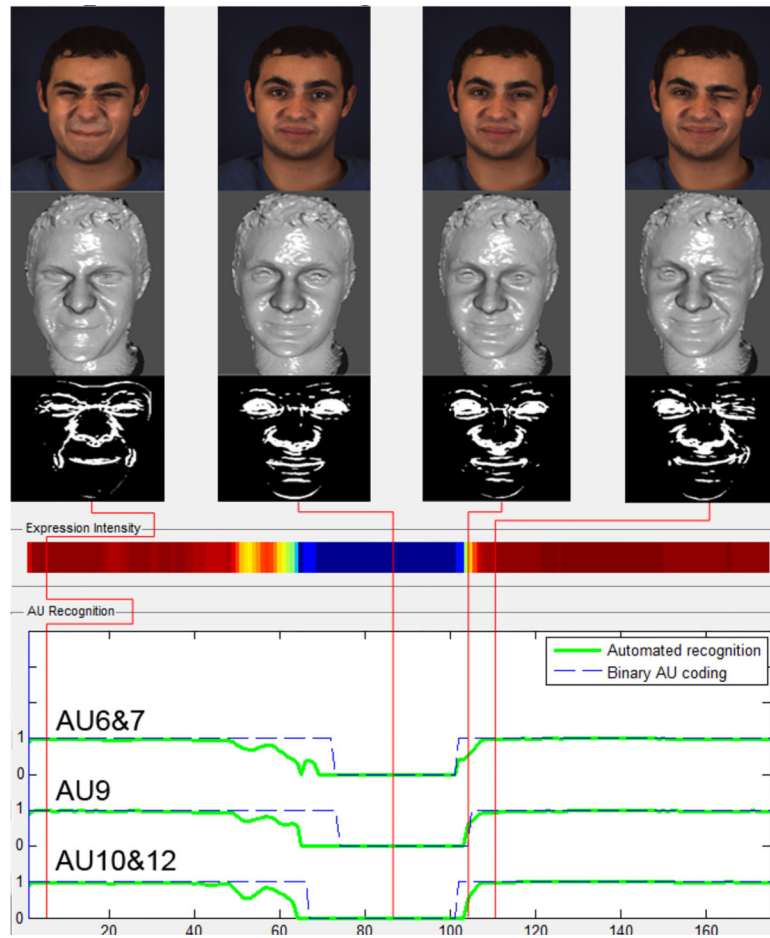 Expression Intensity
AU Recognition
Automated recognition
Binary AU coding
AU6&7
1
0
AU9
1
0
AU10&12
1
0
20 40 60 80 100 120 140 160